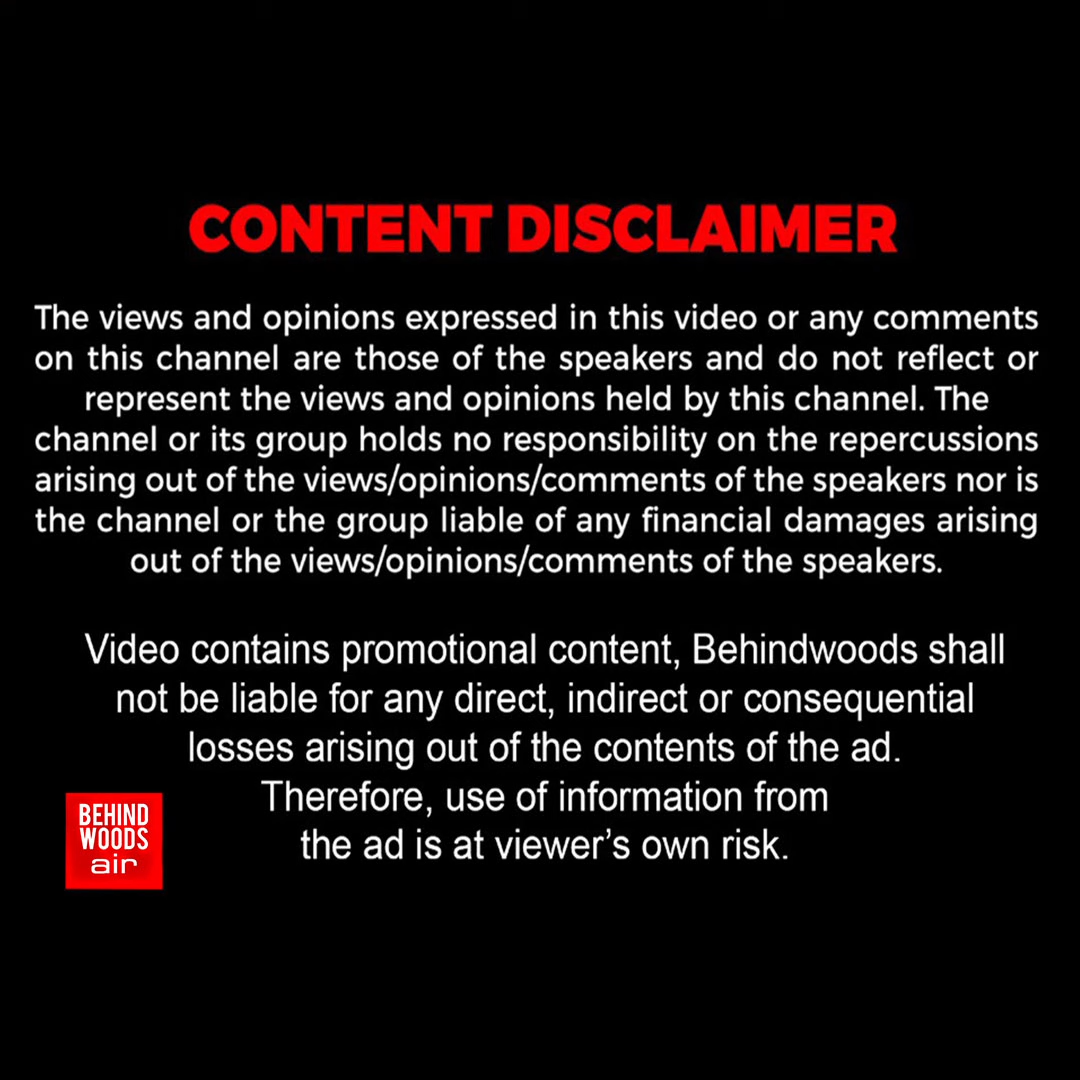 CONTENT DISCLAIMER
The views and opinions expressed in this video or any comments
on this channel are those of the speakers and do not reflect or
represent the views and opinions held by this channel. The
channel or its group holds no responsibility on the repercussions
arising out of the views/opinions/comments of the speakers nor is
the channel or the group liable of any financial damages arising
out of the views/opinions/comments of the speakers.
Video contains promotional content, Behindwoods shall
not be liable for any direct, indirect or consequential
losses arising out of the contents of the ad.
Therefore, use of information from
the ad is at viewer’s own risk.
BEHIND
WOODS
air